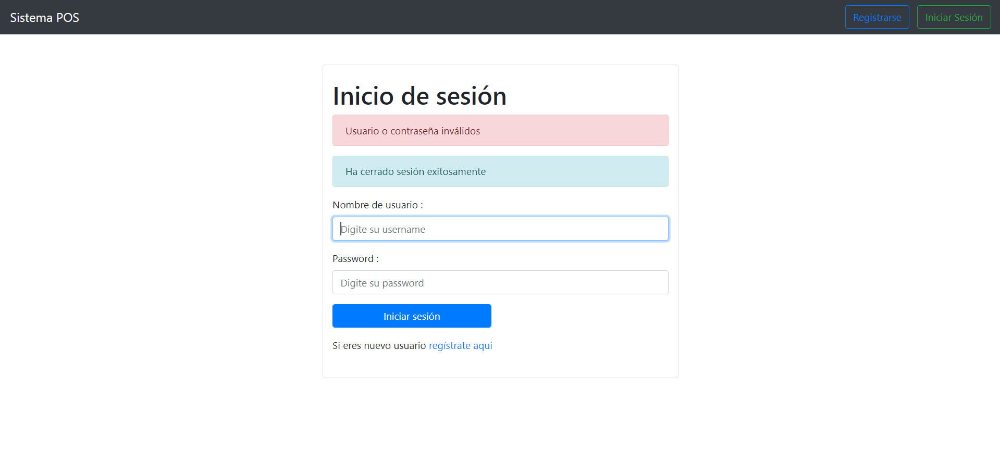 Sistema POS
Registrarse
Iniciar Sesión
Inicio de sesión
Usuario o contraseña inválidos
Ha cerrado sesión exitosamente
Nombre de usuario :
Digite su username
Password :
Digite su password
Iniciar sesión
Si eres nuevo usuario regístrate aqui